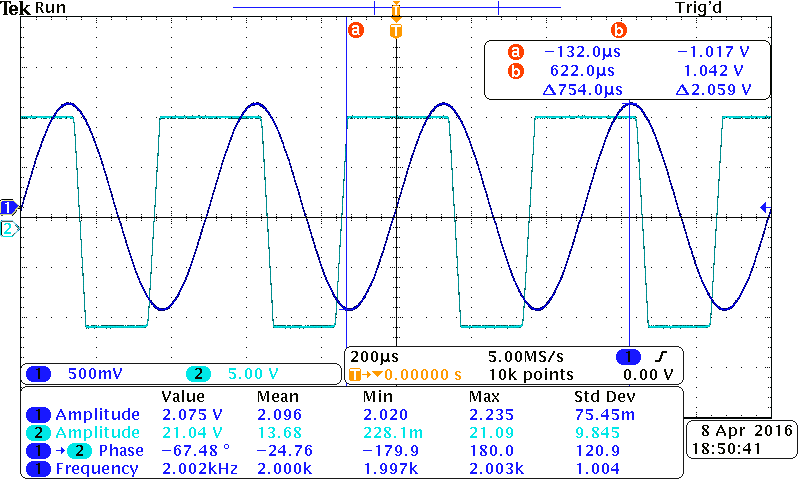 Tek Run Trig'd
T
a T b
a −132.0µs −1.017 V
b 622.0µs 1.042 V
Δ754.0µs Δ2.059 V
1
2
1 500mV 2 5.00 V
200µs 5.00MS/s 1
T→▼0.00000 s 10k points 0.00 V
Value Mean Min Max Std Dev
1 Amplitude 2.075 V 2.096 2.020 2.235 75.45m
2 Amplitude 21.04 V 13.68 228.1m 21.09 9.845
1 → 2 Phase −67.48 ° −24.76 −179.9 180.0 120.9
1 Frequency 2.002kHz 2.000k 1.997k 2.003k 1.004
8 Apr 2016
18:50:41